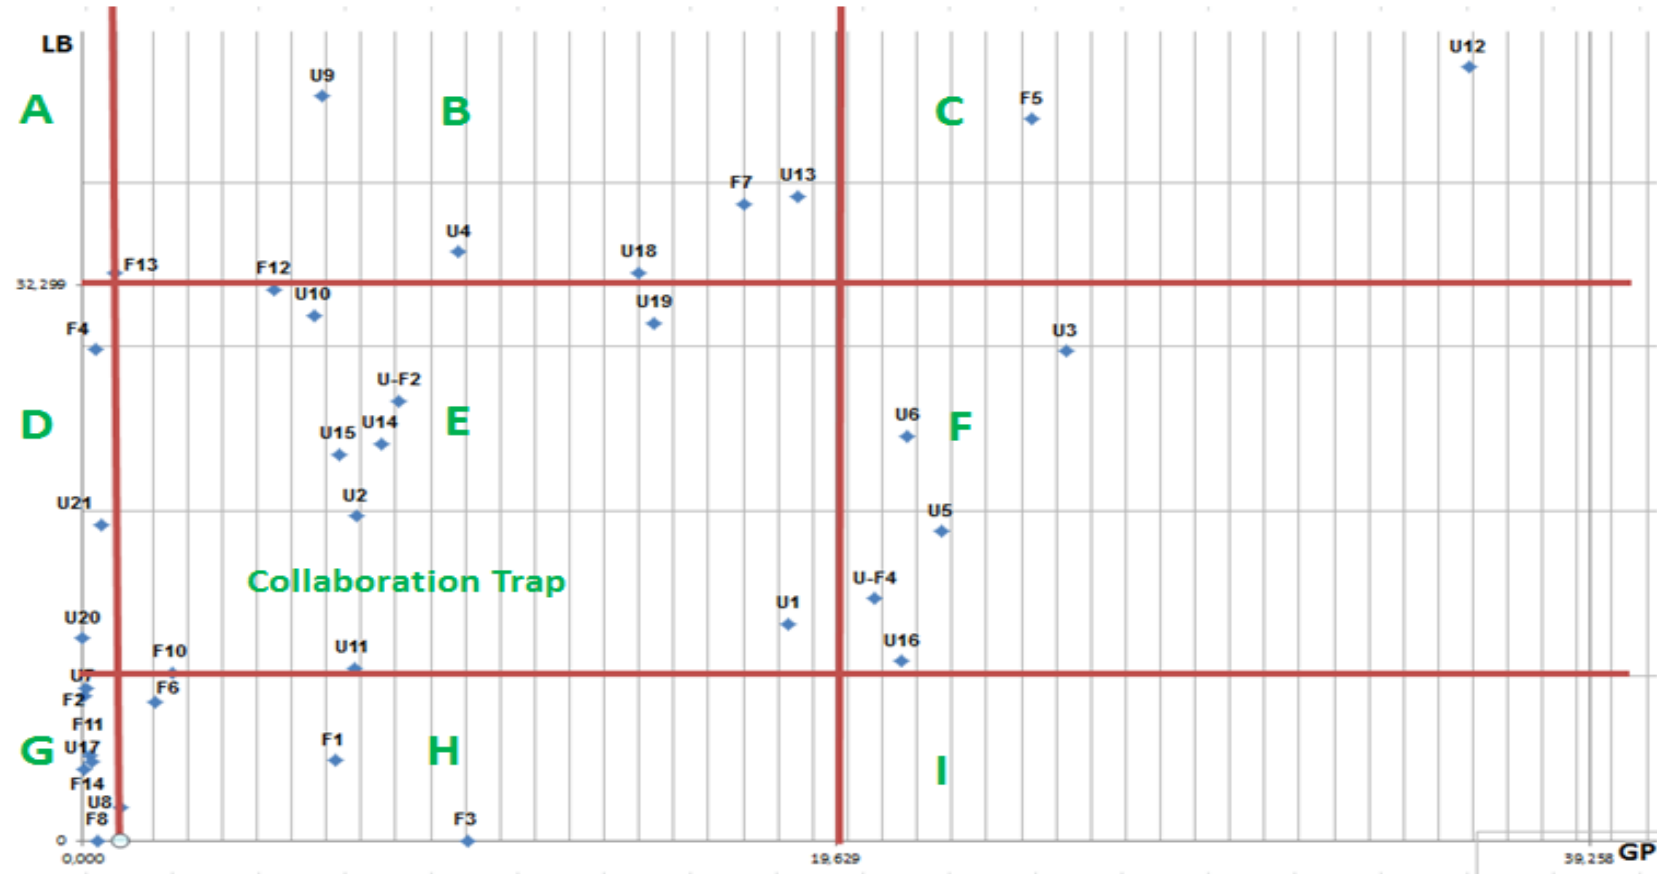 LB
U12
U9
F5
A
B
C
U13
F7
U4
U18
F13
F12
32,299
U10
U19
F4
U3
U-F2
U6
U14
D
E
F
U15
U2
U21
U5
Collaboration Trap
U-F4
U1
U20
U16
U11
F10
U7
F6
F2
F11
F1
U17
G
H
I
F14
U8
F8
F3
0
0,000
19,629
39,258
GP